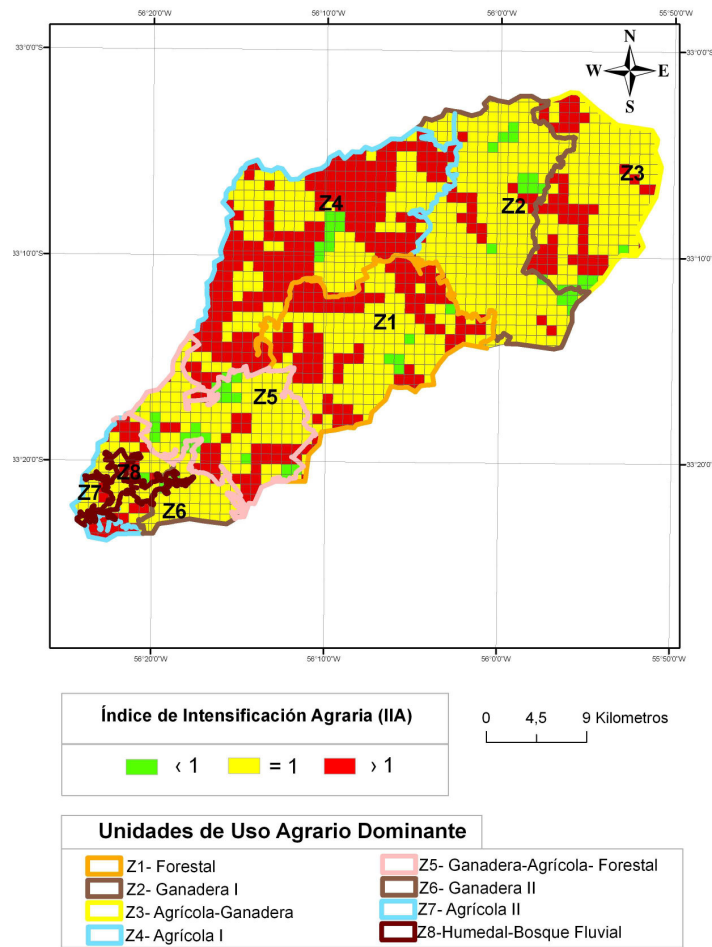 56°20'0"W 56°10'0"W 56°0'0"W 55°50'0"W
33°0'0"S 33°0'0"S
N
W E
S
Z3
Z4
Z2
33°10'0"S 33°10'0"S
Z1
Z5
33°20'0"S 33°20'0"S
Z8
Z7
Z6
56°20'0"W 56°10'0"W 56°0'0"W 55°50'0"W
Índice de Intensificación Agraria (IIA)
‹ 1 = 1 › 1
0 4,5 9 Kilometros
Unidades de Uso Agrario Dominante
Z1- Forestal
Z2- Ganadera I
Z3- Agrícola-Ganadera
Z4- Agrícola I
Z5- Ganadera-Agrícola- Forestal
Z6- Ganadera II
Z7- Agrícola II
Z8-Humedal-Bosque Fluvial